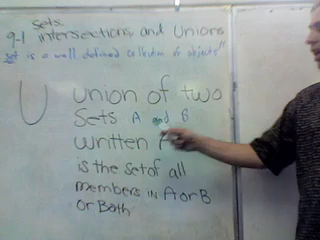 sets.
9-1 intersections and Unions
set is a well defined collection of objects"
U union of two
Sets A and B
written A
is the set of all
members in A or B
or Both